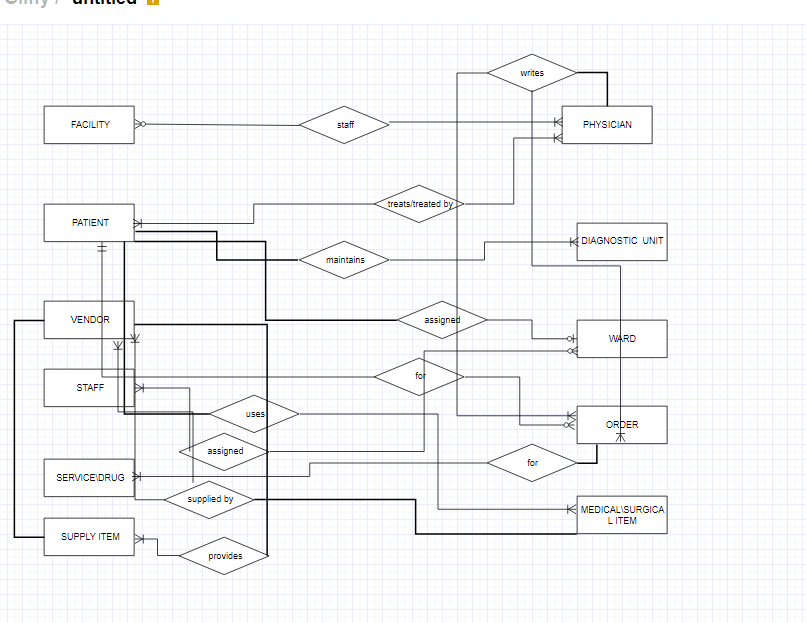 Gliffy / untitled
writes
FACILITY
staff
PHYSICIAN
treats/treated by
PATIENT
DIAGNOSTIC UNIT
maintains
VENDOR
assigned
WARD
for
STAFF
uses
ORDER
assigned
for
SERVICE\DRUG
supplied by
MEDICAL\SURGICA
L ITEM
SUPPLY ITEM
provides